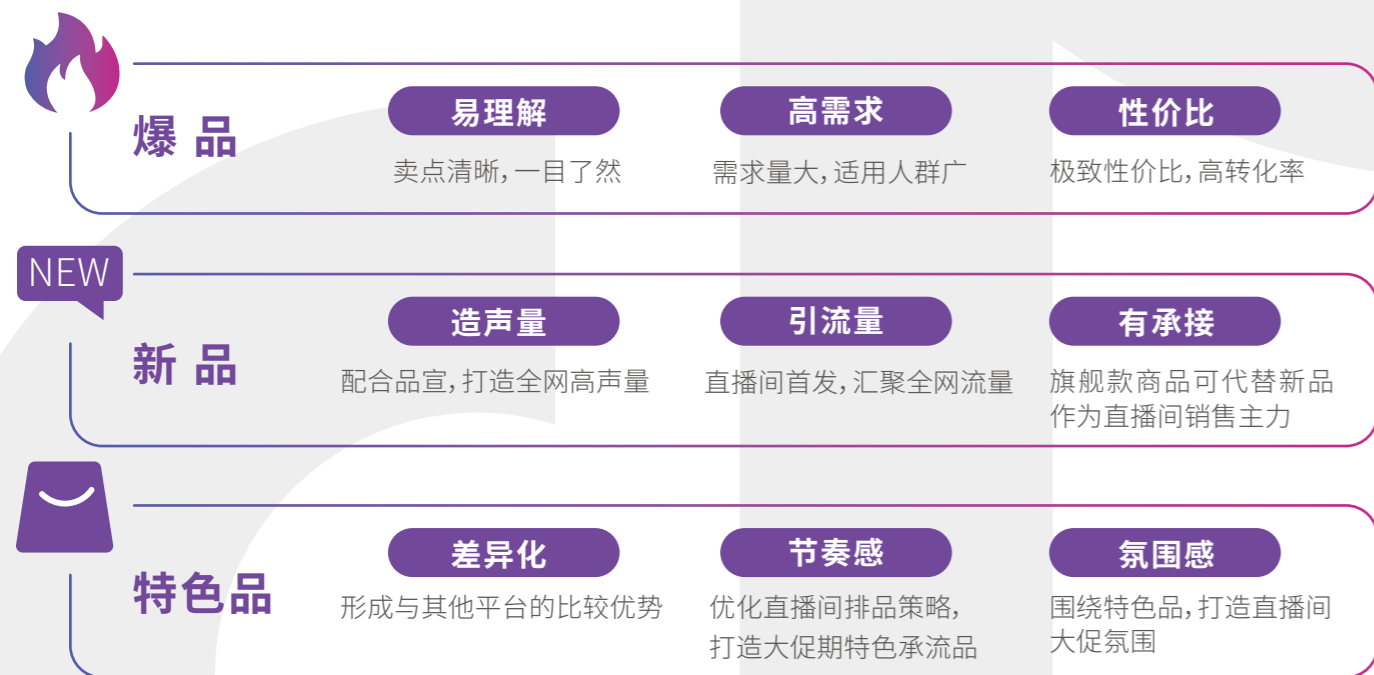 爆品
易理解
高需求
性价比
卖点清晰，一目了然
需求量大，适用人群广
极致性价比，高转化率
NEW
新品
造声量
引流量
有承接
配合品宣，打造全网高声量
直播间首发，汇聚全网流量
旗舰款商品可代替新品
作为直播间销售主力
特色品
差异化
节奏感
氛围感
形成与其他平台的比较优势
优化直播间排品策略，
打造大促期特色承流品
围绕特色品，打造直播间
大促氛围